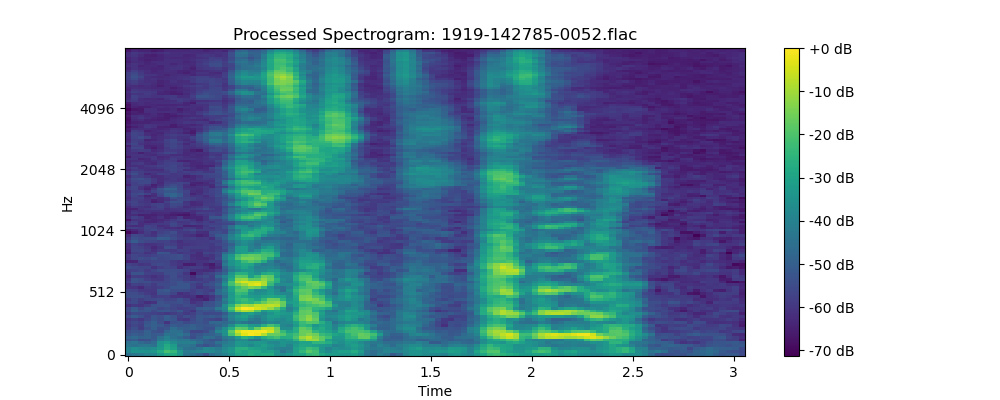 Processed Spectrogram: 1919-142785-0052.flac
+0 dB
4096
-10 dB
-20 dB
2048
-30 dB
Hz
1024
-40 dB
-50 dB
512
-60 dB
0
-70 dB
0 0.5 1 1.5 2 2.5 3
Time